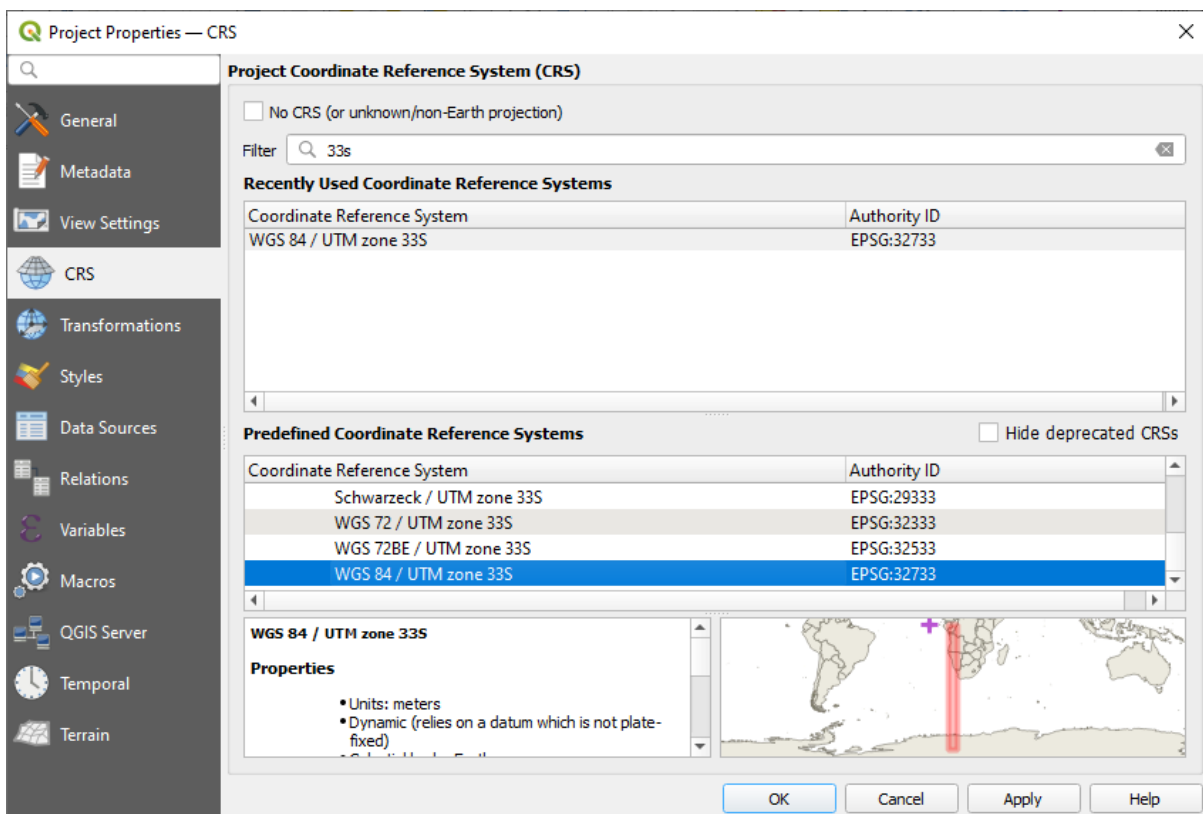 Project Properties — CRS
Project Coordinate Reference System (CRS)
General
Metadata
View Settings
CRS
Transformations
Styles
Data Sources
Relations
Variables
Macros
QGIS Server
Temporal
Terrain
No CRS (or unknown/non-Earth projection)
Filter 33s
Recently Used Coordinate Reference Systems
Coordinate Reference System Authority ID
WGS 84 / UTM zone 33S EPSG:32733
Predefined Coordinate Reference Systems Hide deprecated CRSs
Coordinate Reference System Authority ID
Schwarzeck / UTM zone 33S EPSG:29333
WGS 72 / UTM zone 33S EPSG:32333
WGS 72BE / UTM zone 33S EPSG:32533
WGS 84 / UTM zone 33S EPSG:32733
WGS 84 / UTM zone 33S
Properties
• Units: meters
• Dynamic (relies on a datum which is not plate-
fixed)
OK Cancel Apply Help